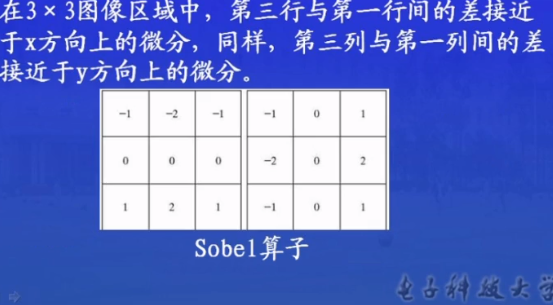 在3×3图像区域中，第三行与第一行间的差接近
于x方向上的微分，同样，第三列与第一列间的差
接近于y方向上的微分。
-1 -2 -1 -1 0 1
0 0 0 -2 0 2
1 2 1 -1 0 1
Sobel算子
电子科技大学